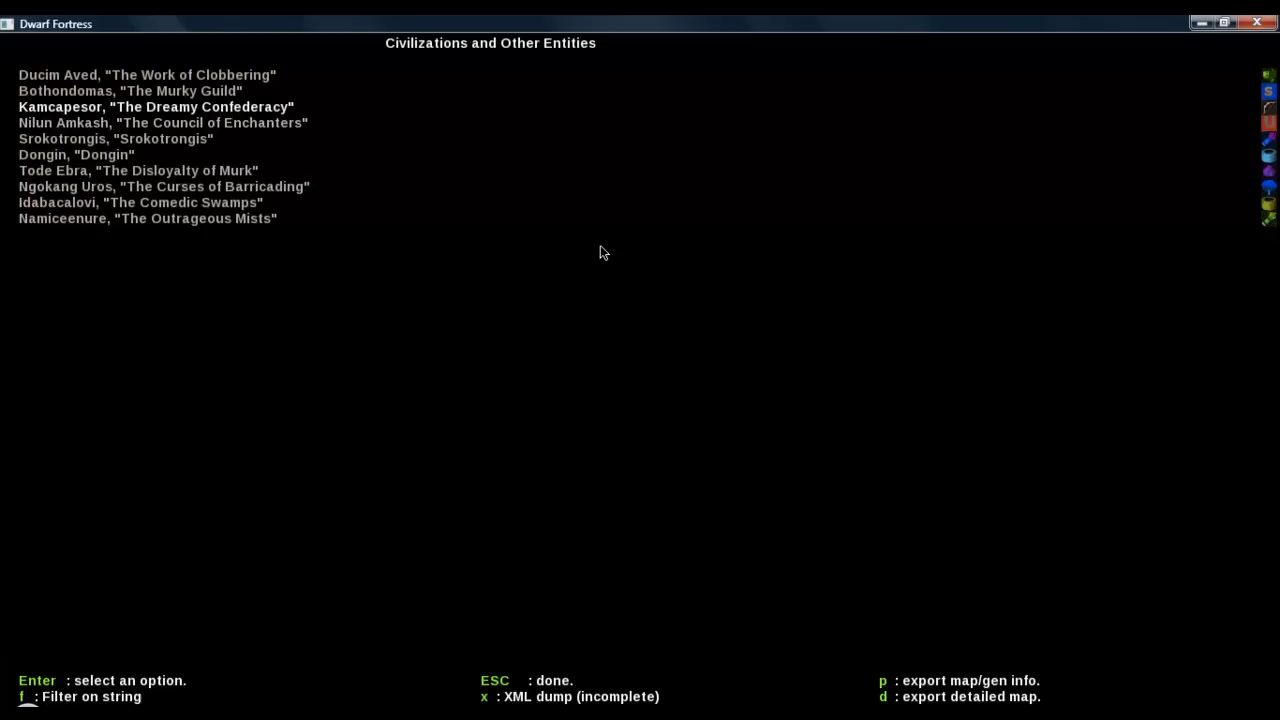 Dwarf Fortress
Civilizations and Other Entities
Ducim Aved, "The Work of Clobbering"
Bothondomas, "The Murky Guild"
Kamcapesor, "The Dreamy Confederacy"
Nilun Amkash, "The Council of Enchanters"
Srokotrongis, "Srokotrongis"
Dongin, "Dongin"
Tode Ebra, "The Disloyalty of Murk"
Ngokang Uros, "The Curses of Barricading"
Idabacalovi, "The Comedic Swamps"
Namiceenure, "The Outrageous Mists"
S
Enter : select an option. ESC : done. p : export map/gen info.
f : Filter on string x : XML dump (incomplete) d : export detailed map.